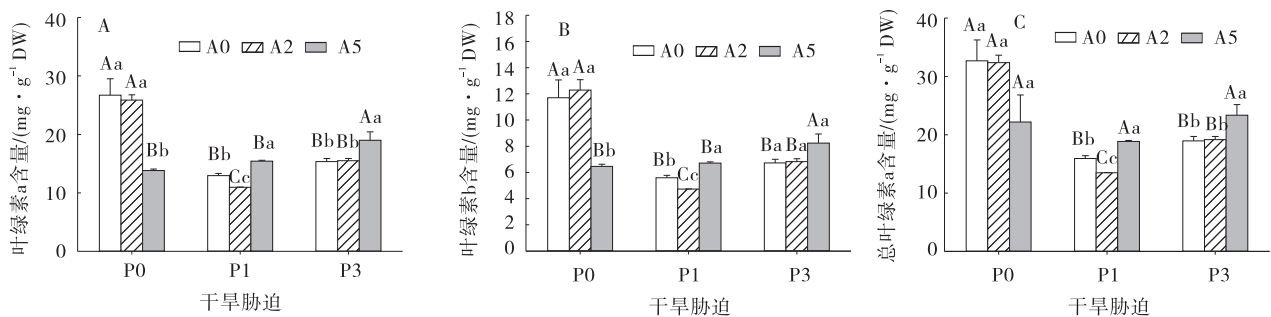 叶绿素a含量/(mg·g⁻¹ DW)
40
30
20
10
0
A
A0 A2 A5
Aa Aa Bb
Bb Cc Ba
Bb Bb Aa
P0 P1 P3
干旱胁迫
叶绿素b含量/(mg·g⁻¹ DW)
18
16
14
12
10
8
6
4
2
0
B
A0 A2 A5
Aa Aa Bb
Bb Cc Ba
Ba Ba Aa
P0 P1 P3
干旱胁迫
总叶绿素a含量/(mg·g⁻¹ DW)
40
30
20
10
0
C
A0 A2 A5
Aa Aa Aa
Bb Cc Aa
Bb Bb Aa
P0 P1 P3
干旱胁迫